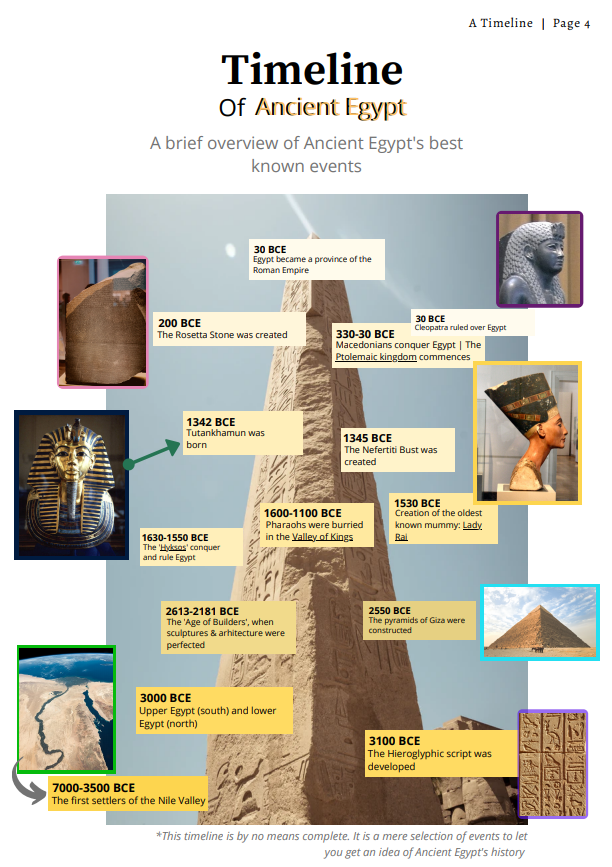 A Timeline | Page 4
Timeline
Of Ancient Egypt
A brief overview of Ancient Egypt's best
known events
30 BCE
Egypt became a province of the
Roman Empire
200 BCE
The Rosetta Stone was created
30 BCE
Cleopatra ruled over Egypt
330-30 BCE
Macedonians conquer Egypt | The
Ptolemaic kingdom commences
1342 BCE
Tutankhamun was
born
1345 BCE
The Nefertiti Bust was
created
1530 BCE
Creation of the oldest
known mummy: Lady
Rai
1600-1100 BCE
Pharaohs were burried
in the Valley of Kings
1630-1550 BCE
The 'Hyksos' conquer
and rule Egypt
2613-2181 BCE
The 'Age of Builders', when
sculptures & arhitecture were
perfected
2550 BCE
The pyramids of Giza were
constructed
3000 BCE
Upper Egypt (south) and lower
Egypt (north)
3100 BCE
The Hieroglyphic script was
developed
7000-3500 BCE
The first settlers of the Nile Valley
*This timeline is by no means complete. It is a mere selection of events to let
you get an idea of Ancient Egypt's history